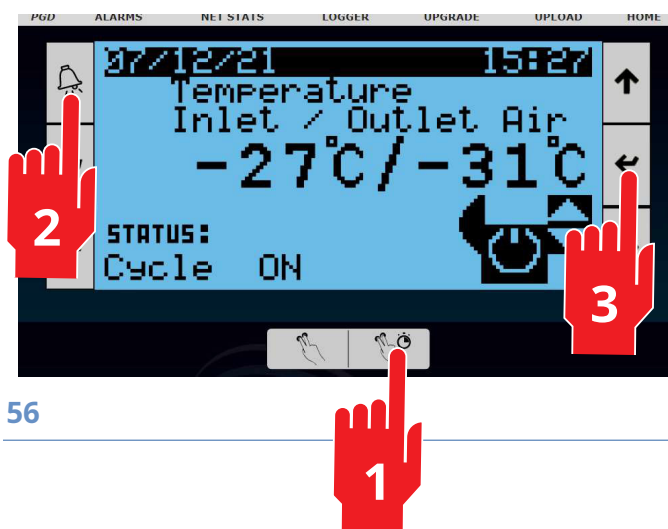 PGD ALARMS NET STATS LOGGER UPGRADE UPLOAD HOME
07/12/21 15:27
Temperature
Inlet / Outlet Air
-27°C/-31°C
2
STATUS:
Cycle ON
3
56
1